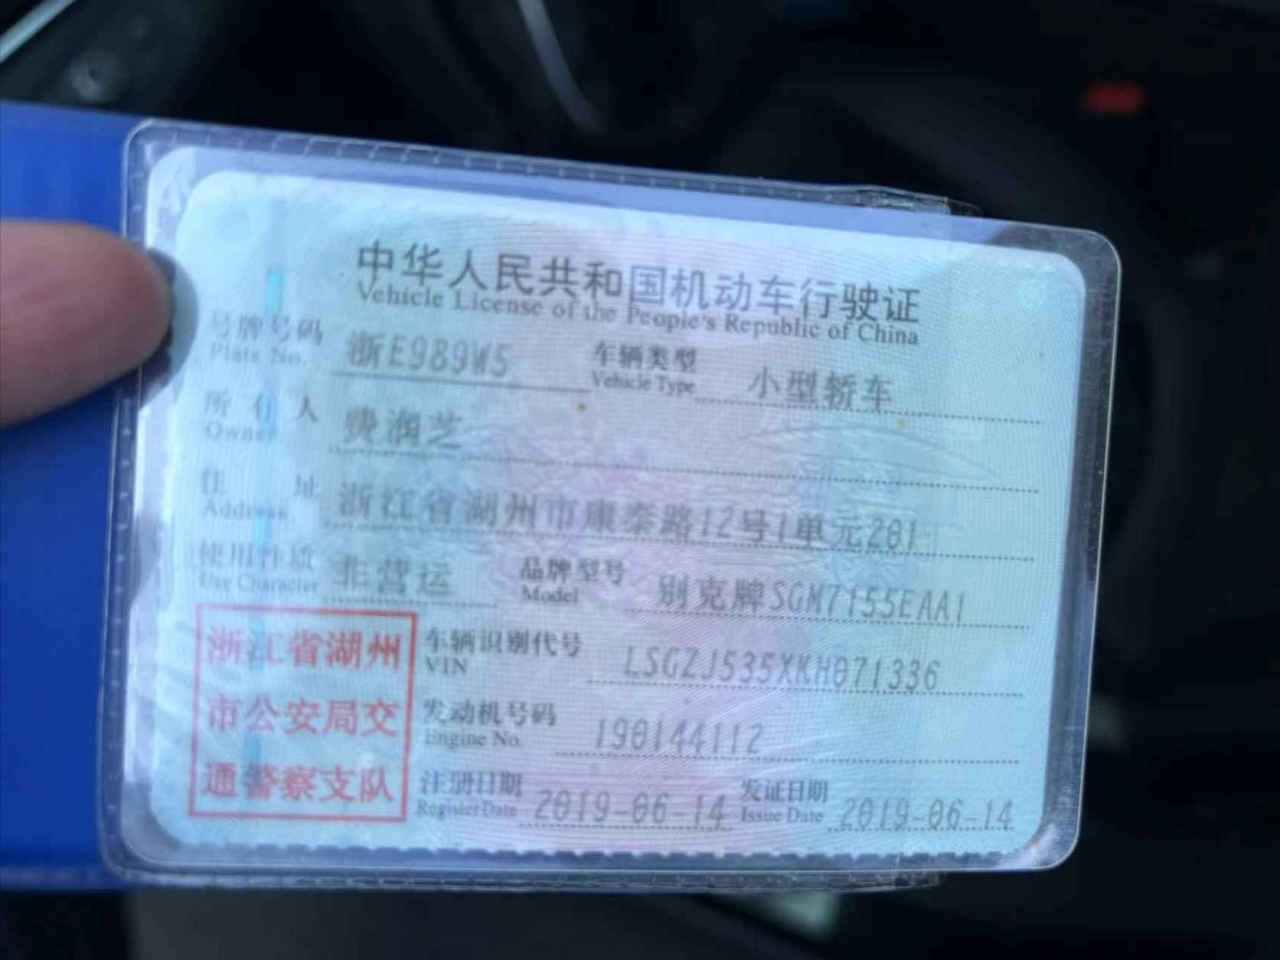 中华人民共和国机动车行驶证
Vehicle License of the People's Republic of China
号牌号码 浙E989W5 车辆类型 小型轿车
Plate No. Vehicle Type
所有人 费润芝
Owner
住址 浙江省湖州市康泰路12号1单元201
Address
使用性质 非营运 品牌型号 别克牌SGM7155EAA1
Use Character Model
浙江省湖州
市公安局交
通警察支队
车辆识别代号 LSGZJ535XKH071336
VIN
发动机号码 190144112
Engine No.
注册日期 2019-06-14 发证日期 2019-06-14
Register Date Issue Date